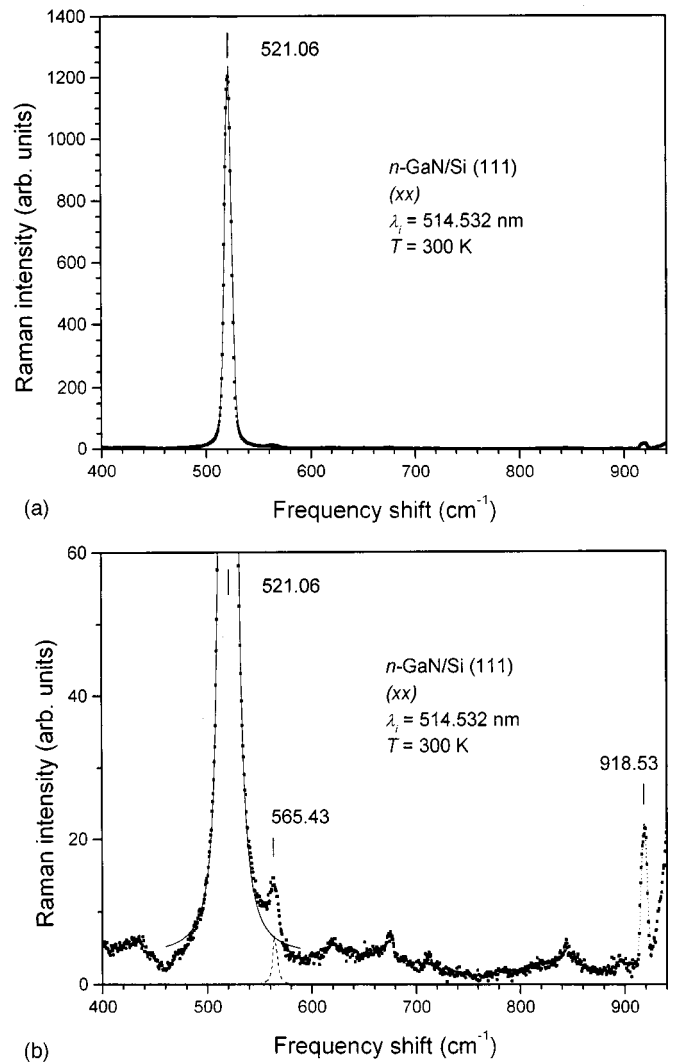 1400
1200
1000
800
600
400
200
0
Raman intensity (arb. units)
521.06
n-GaN/Si (111)
(xx)
λi = 514.532 nm
T = 300 K
400 500 600 700 800 900
Frequency shift (cm⁻¹)
(a)
60
40
20
0
Raman intensity (arb. units)
521.06
n-GaN/Si (111)
(xx)
λi = 514.532 nm
T = 300 K
918.53
565.43
400 500 600 700 800 900
Frequency shift (cm⁻¹)
(b)